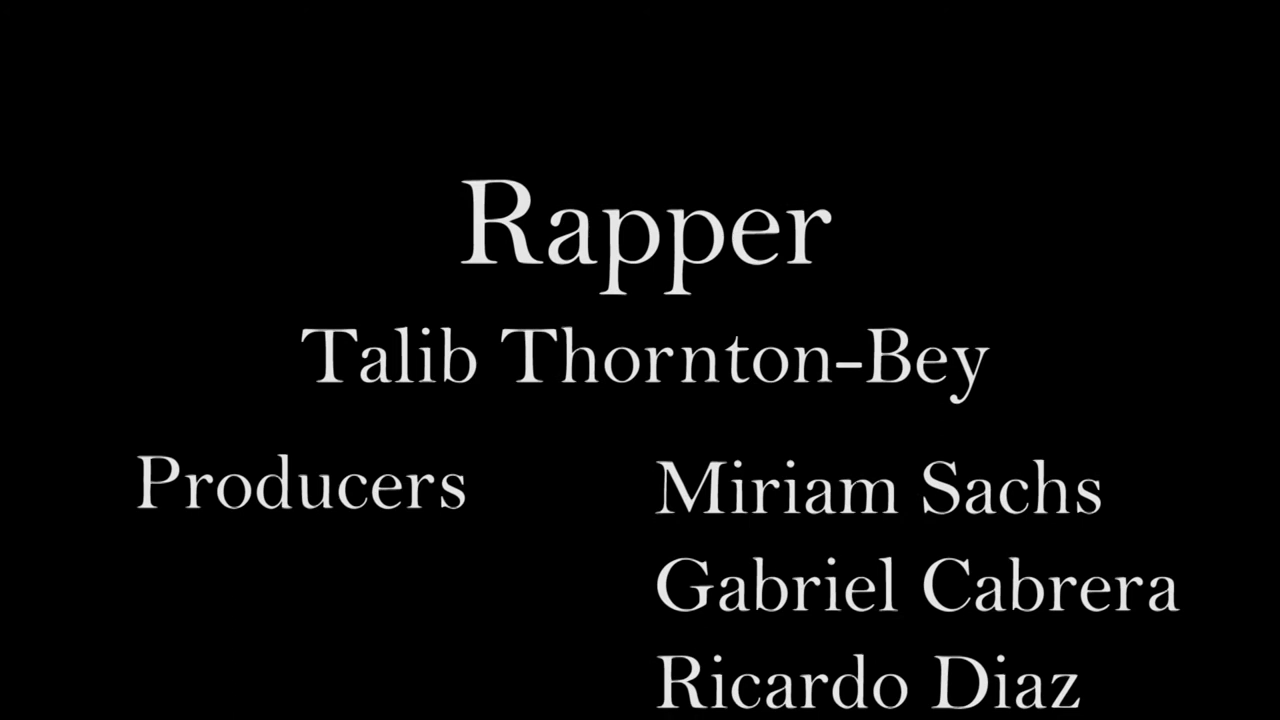 Rapper
Talib Thornton-Bey
Producers Miriam Sachs
Gabriel Cabrera
Ricardo Diaz